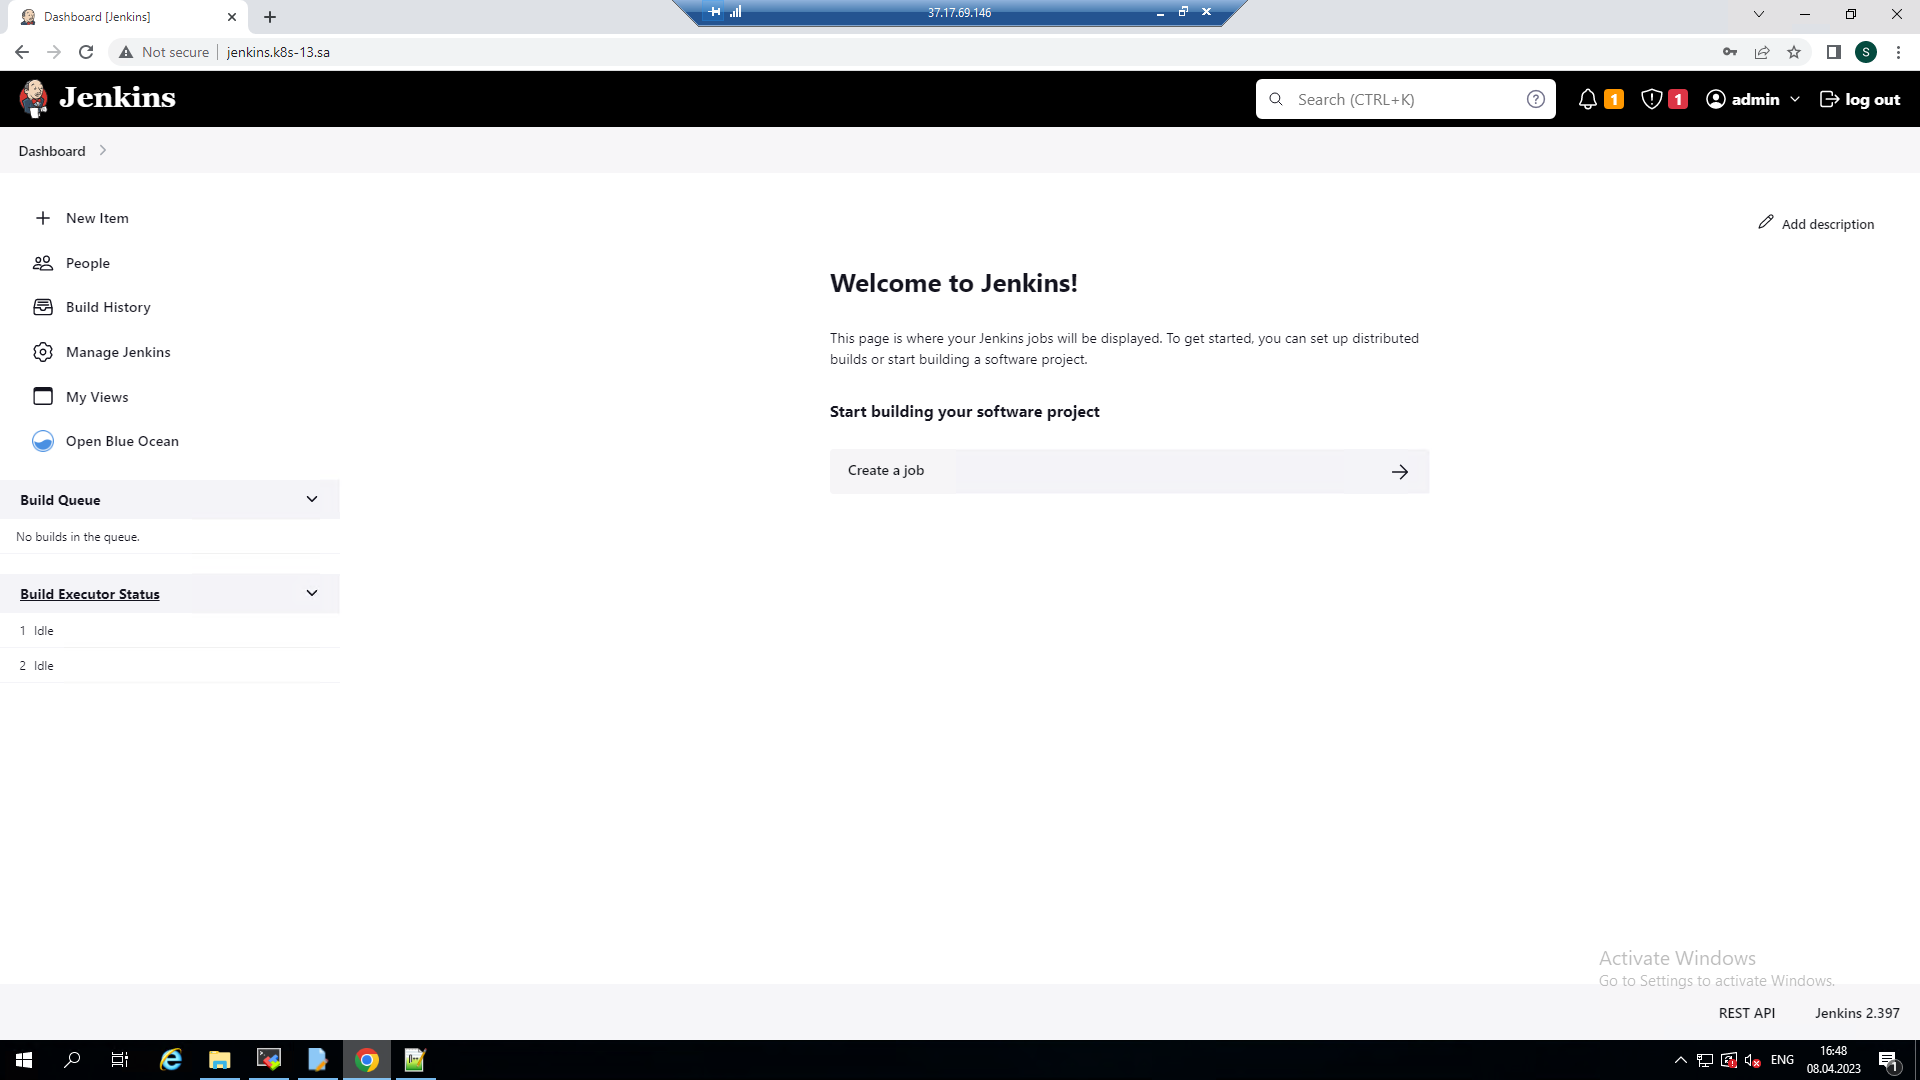 Dashboard [Jenkins]
37.17.69.146
Not secure
jenkins.k8s-13.sa
S
Jenkins
Search (CTRL+K)
1
1
admin
log out
Dashboard
New Item
People
Build History
Manage Jenkins
My Views
Open Blue Ocean
Add description
Welcome to Jenkins!
This page is where your Jenkins jobs will be displayed. To get started, you can set up distributed
builds or start building a software project.
Start building your software project
Create a job
Build Queue
No builds in the queue.
Build Executor Status
1 Idle
2 Idle
Activate Windows
Go to Settings to activate Windows.
REST API
Jenkins 2.397
ENG
16:48
08.04.2023
1